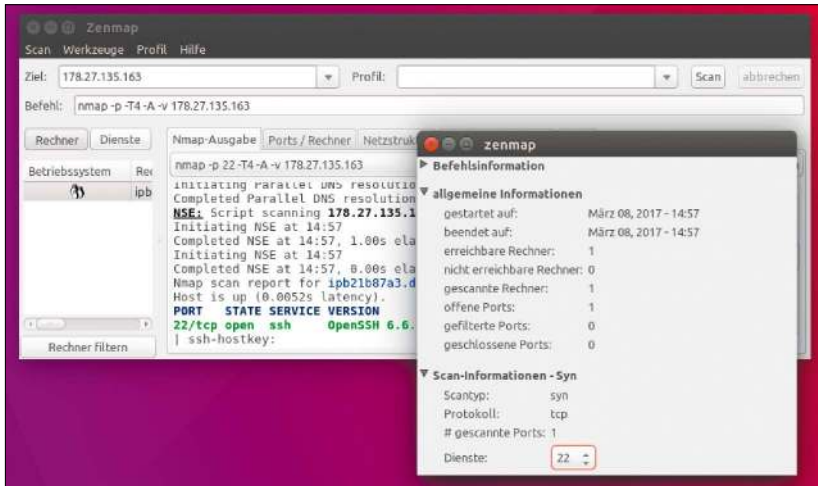 Zenmap
Scan Werkzeuge Profil Hilfe
Ziel: 178.27.135.163 Profil: Scan abbrechen
Befehl: nmap -p -T4 -A -v 178.27.135.163
Rechner Dienste
Betriebssystem Rec
ipb
Rechner filtern
Nmap-Ausgabe Ports / Rechner Netzstruk
nmap -p 22 -T4 -A -v 178.27.135.163
Initiating Parallel DNS resolutio
Completed Parallel DNS resolution
NSE: Script scanning 178.27.135.1
Initiating NSE at 14:57
Completed NSE at 14:57, 1.00s ela
Initiating NSE at 14:57
Completed NSE at 14:57, 0.00s ela
Nmap scan report for ipb21b87a3.d
Host is up (0.0052s latency).
PORT STATE SERVICE VERSION
22/tcp open ssh OpenSSH 6.6.
| ssh-hostkey:
zenmap
Befehlsinformation
allgemeine Informationen
gestartet auf: März 08, 2017 - 14:57
beendet auf: März 08, 2017 - 14:57
erreichbare Rechner: 1
nicht erreichbare Rechner: 0
gescannte Rechner: 1
offene Ports: 1
gefilterte Ports: 0
geschlossene Ports: 0
Scan-Informationen - Syn
Scantyp: syn
Protokoll: tcp
# gescannte Ports: 1
Dienste: 22